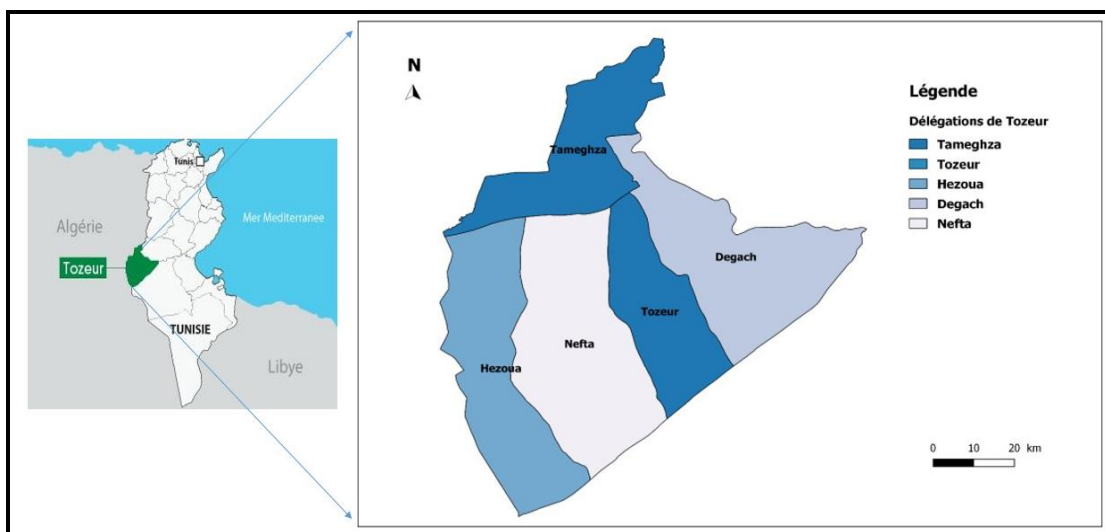 Tunis
Mer Mediterranee
Algérie
Tozeur
TUNISIE
Libye
N
Tameghza
Degach
Tozeur
Nefta
Hezoua
Légende
Délégations de Tozeur
Tameghza
Tozeur
Hezoua
Degach
Nefta
0 10 20 km